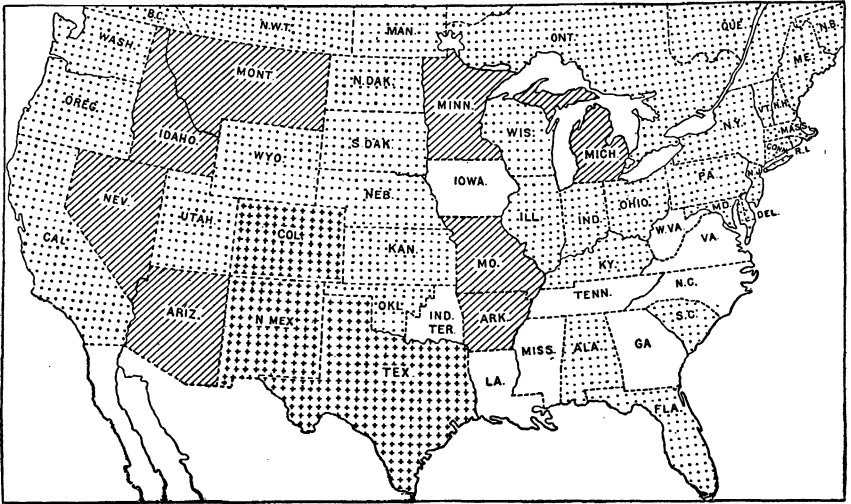 B.C.
N.W.T.
MAN.
ONT.
QUE.
N.B.
WASH.
MONT.
N.DAK.
MINN.
ME.
OREG.
IDAHO.
WYO.
S.DAK
WIS.
MICH.
N.Y.
VT.
N.H.
MASS.
CONN.
R.I.
NEV.
UTAH.
COL.
NEB.
IOWA.
ILL.
IND.
OHIO.
PA.
N.J.
MD.
DEL.
CAL.
KAN.
MO.
KY.
W.VA.
VA.
ARIZ.
N MEX.
OKL.
IND.
TER.
ARK.
TENN.
N.C.
S.C.
TEX.
LA.
MISS.
ALA.
GA
FLA.